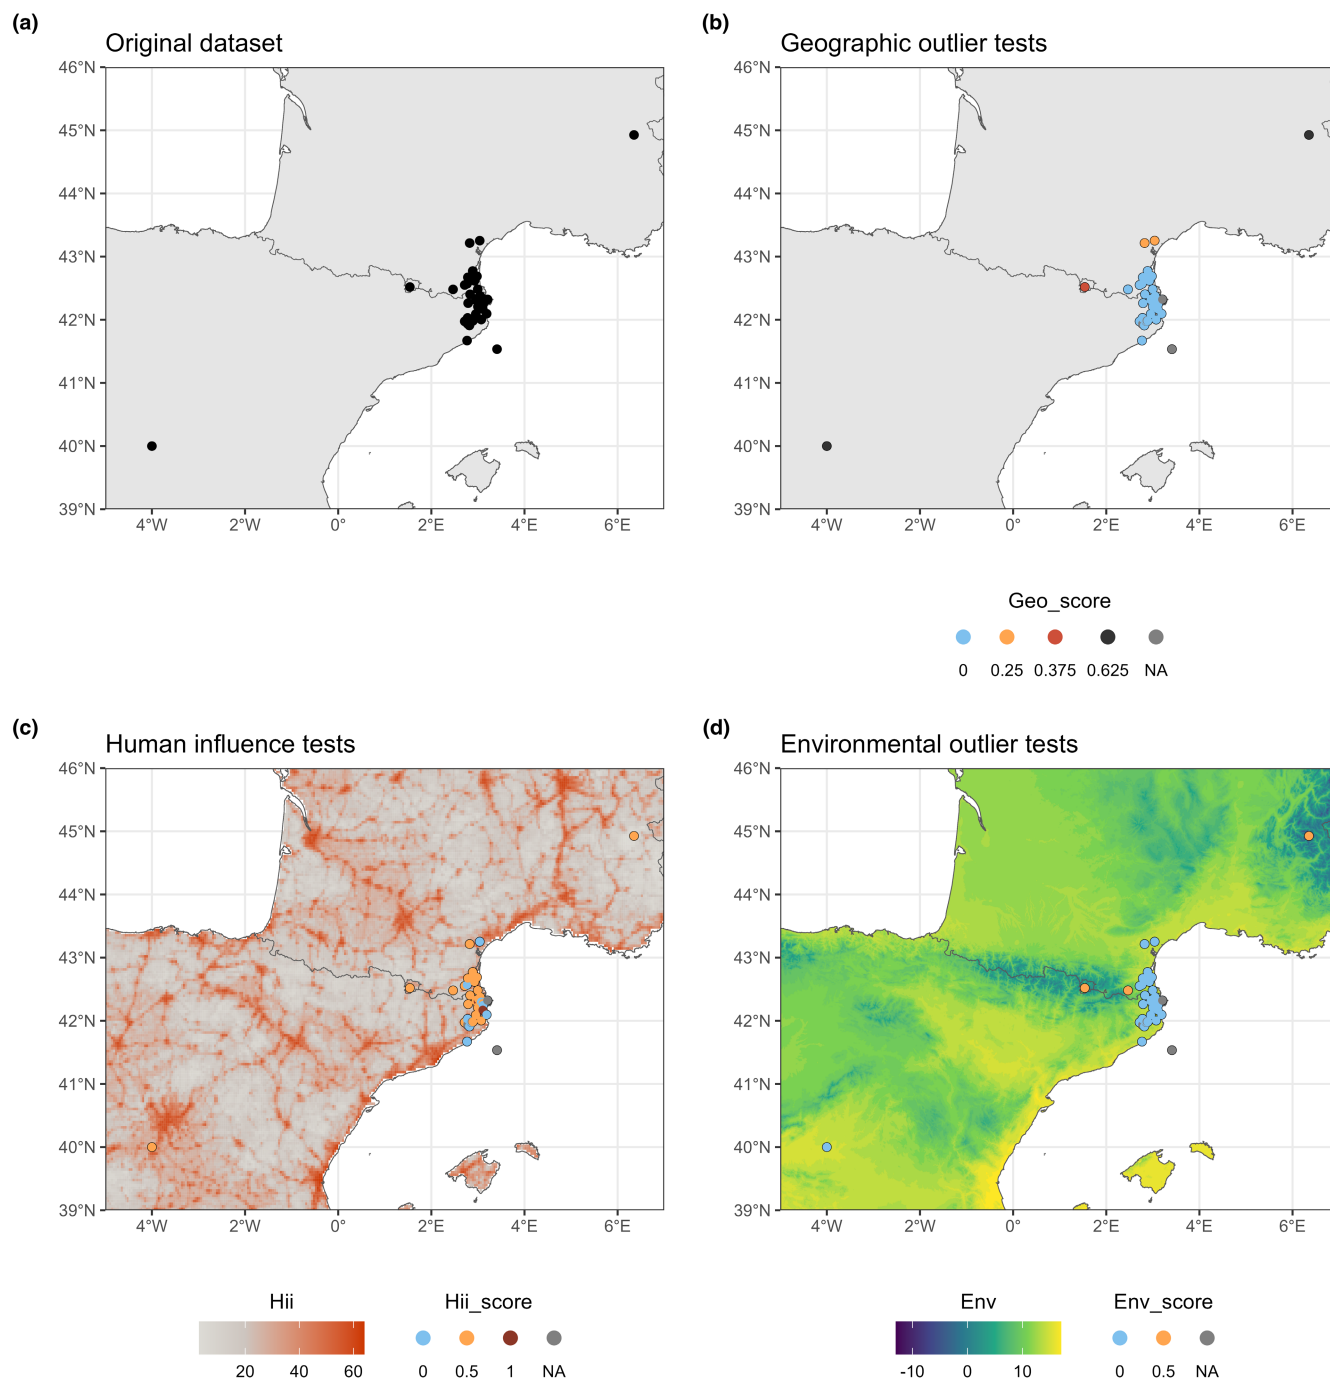 (a)
Original dataset
46°N
45°N
44°N
43°N
42°N
41°N
40°N
39°N
4°W 2°W 0° 2°E 4°E 6°E
(b)
Geographic outlier tests
46°N
45°N
44°N
43°N
42°N
41°N
40°N
39°N
4°W 2°W 0° 2°E 4°E 6°E
Geo_score
0 0.25 0.375 0.625 NA
(c)
Human influence tests
46°N
45°N
44°N
43°N
42°N
41°N
40°N
39°N
4°W 2°W 0° 2°E 4°E 6°E
Hii
20 40 60
Hii_score
0 0.5 1 NA
(d)
Environmental outlier tests
46°N
45°N
44°N
43°N
42°N
41°N
40°N
39°N
4°W 2°W 0° 2°E 4°E 6°E
Env
-10 0 10
Env_score
0 0.5 NA